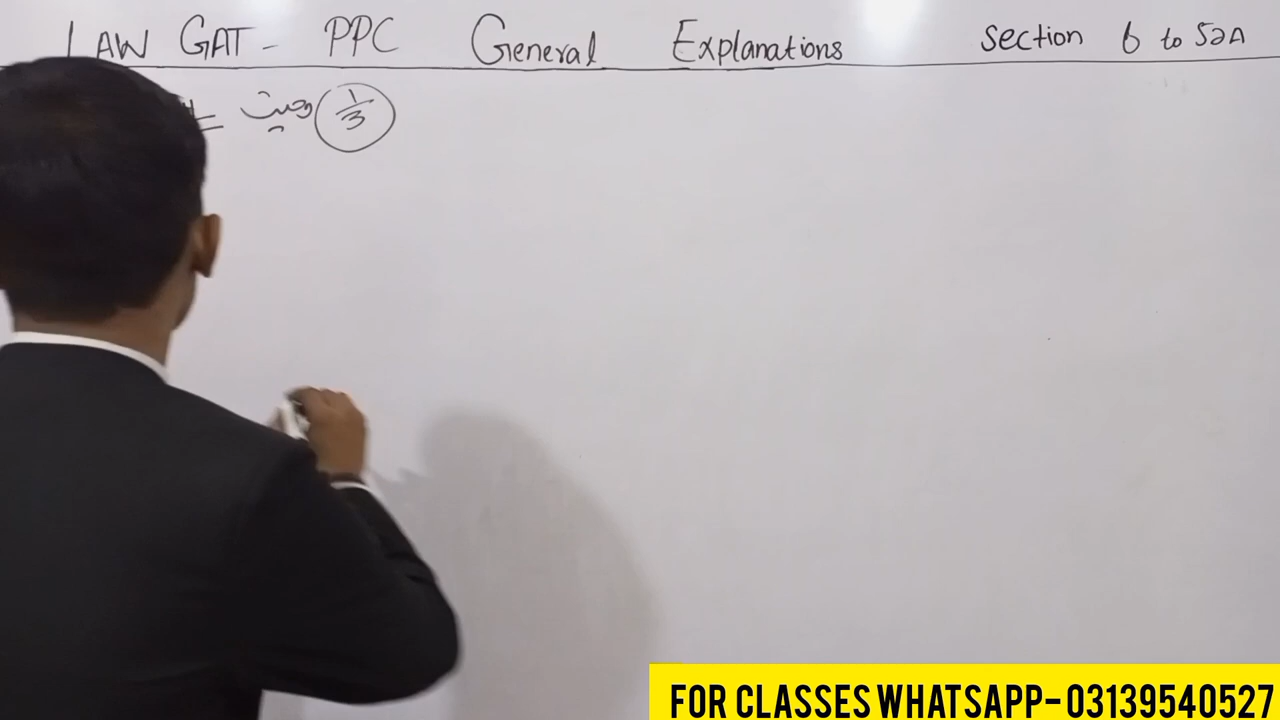 LAW GAT - PPC General Explanations Section 6 to 52A
وصیت 1/3
FOR CLASSES WHATSAPP-03139540527